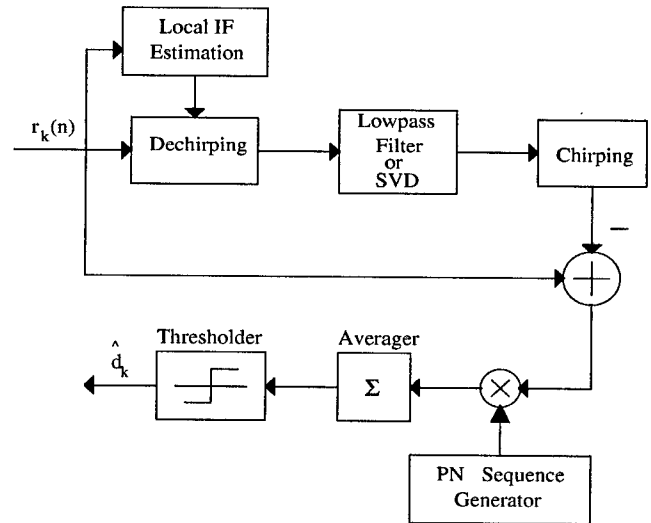 Local IF
Estimation
r_k(n)
Dechirping
Lowpass
Filter
or
SVD
Chirping
−
+
Thresholder
Averager
d̂_k
Σ
×
PN Sequence
Generator